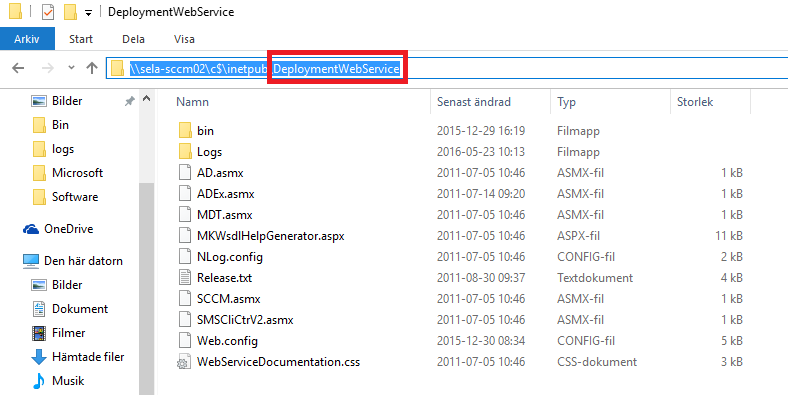 DeploymentWebService
Arkiv Start Dela Visa
\\sela-sccm02\c$\inetpub\DeploymentWebService
Namn Senast ändrad Typ Storlek
Bilder
Bin
logs
Microsoft
Software
OneDrive
Den här datorn
Bilder
Dokument
Filmer
Hämtade filer
Musik
bin 2015-12-29 16:19 Filmapp
Logs 2016-05-23 10:13 Filmapp
AD.asmx 2011-07-05 10:46 ASMX-fil 1 kB
ADEx.asmx 2011-07-14 09:20 ASMX-fil 1 kB
MDT.asmx 2011-07-05 10:46 ASMX-fil 1 kB
MKWsdlHelpGenerator.aspx 2011-07-05 10:46 ASPX-fil 11 kB
NLog.config 2011-07-05 10:46 CONFIG-fil 2 kB
Release.txt 2011-08-30 09:37 Textdokument 4 kB
SCCM.asmx 2011-07-05 10:46 ASMX-fil 1 kB
SMSCliCtrV2.asmx 2011-07-05 10:46 ASMX-fil 1 kB
Web.config 2015-12-30 08:34 CONFIG-fil 5 kB
WebServiceDocumentation.css 2011-07-05 10:46 CSS-dokument 3 kB